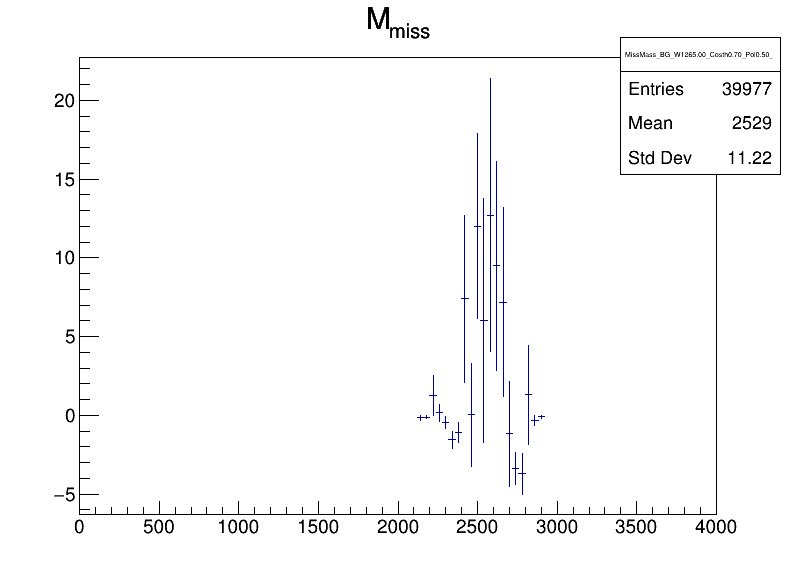 M_miss
MissMass_BG_W1265.00_Costh0.70_Pol0.50_
Entries 39977
Mean 2529
Std Dev 11.22
20
15
10
5
0
−5
0 500 1000 1500 2000 2500 3000 3500 4000